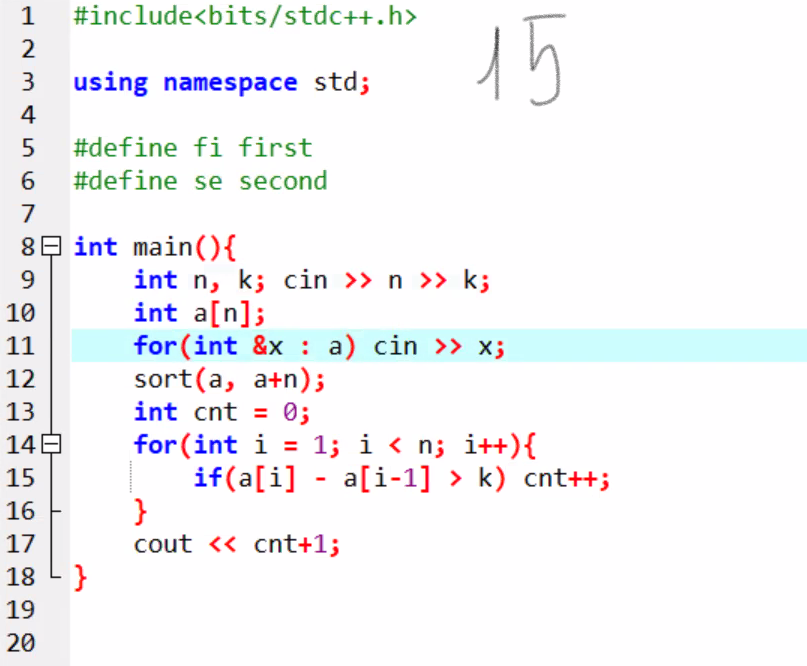 1 #include<bits/stdc++.h>
15
2
3 using namespace std;
4
5 #define fi first
6 #define se second
7
8 int main(){
9 int n, k; cin >> n >> k;
10 int a[n];
11 for(int &x : a) cin >> x;
12 sort(a, a+n);
13 int cnt = 0;
14 for(int i = 1; i < n; i++){
15 if(a[i] - a[i-1] > k) cnt++;
16 }
17 cout << cnt+1;
18 }
19
20